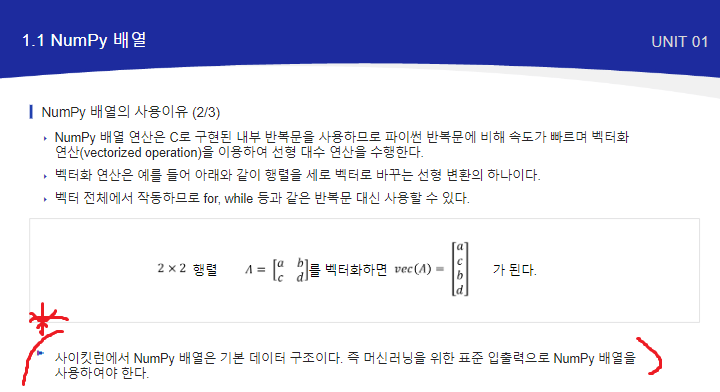 1.1 NumPy 배열
UNIT 01
NumPy 배열의 사용이유 (2/3)
NumPy 배열 연산은 C로 구현된 내부 반복문을 사용하므로 파이썬 반복문에 비해 속도가 빠르며 벡터화
연산(vectorized operation)을 이용하여 선형 대수 연산을 수행한다.
벡터화 연산은 예를 들어 아래와 같이 행렬을 세로 벡터로 바꾸는 선형 변환의 하나이다.
벡터 전체에서 작동하므로 for, while 등과 같은 반복문 대신 사용할 수 있다.
2 × 2 행렬 A = [a b c d]를 벡터화하면 vec(A) = [a c b d] 가 된다.
사이킷런에서 NumPy 배열은 기본 데이터 구조이다. 즉 머신러닝을 위한 표준 입출력으로 NumPy 배열을
사용하여야 한다.